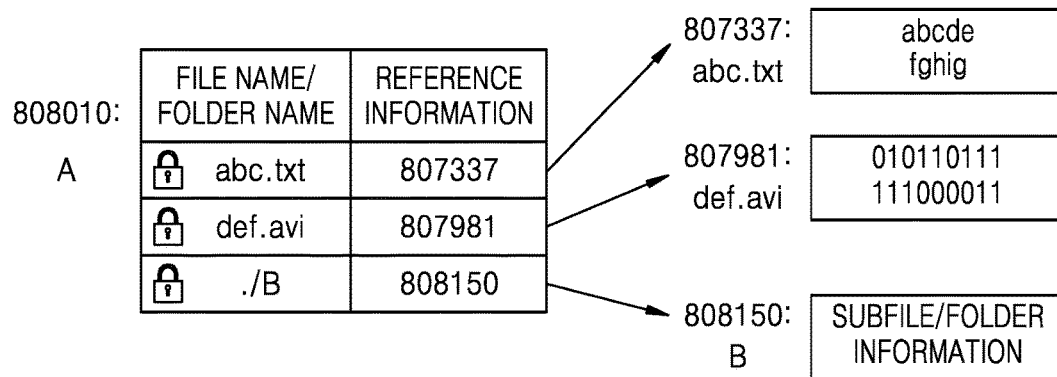 808010:
A
FILE NAME/
FOLDER NAME
REFERENCE
INFORMATION
abc.txt
807337
def.avi
807981
./B
808150
807337:
abc.txt
abcde
fghig
807981:
def.avi
010110111
111000011
808150:
B
SUBFILE/FOLDER
INFORMATION